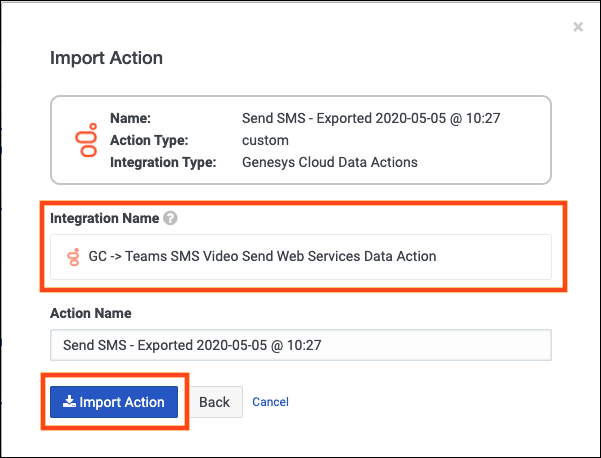 Import Action
Name: Send SMS - Exported 2020-05-05 @ 10:27
Action Type: custom
Integration Type: Genesys Cloud Data Actions
Integration Name ?
GC -> Teams SMS Video Send Web Services Data Action
Action Name
Send SMS - Exported 2020-05-05 @ 10:27
Import Action Back Cancel